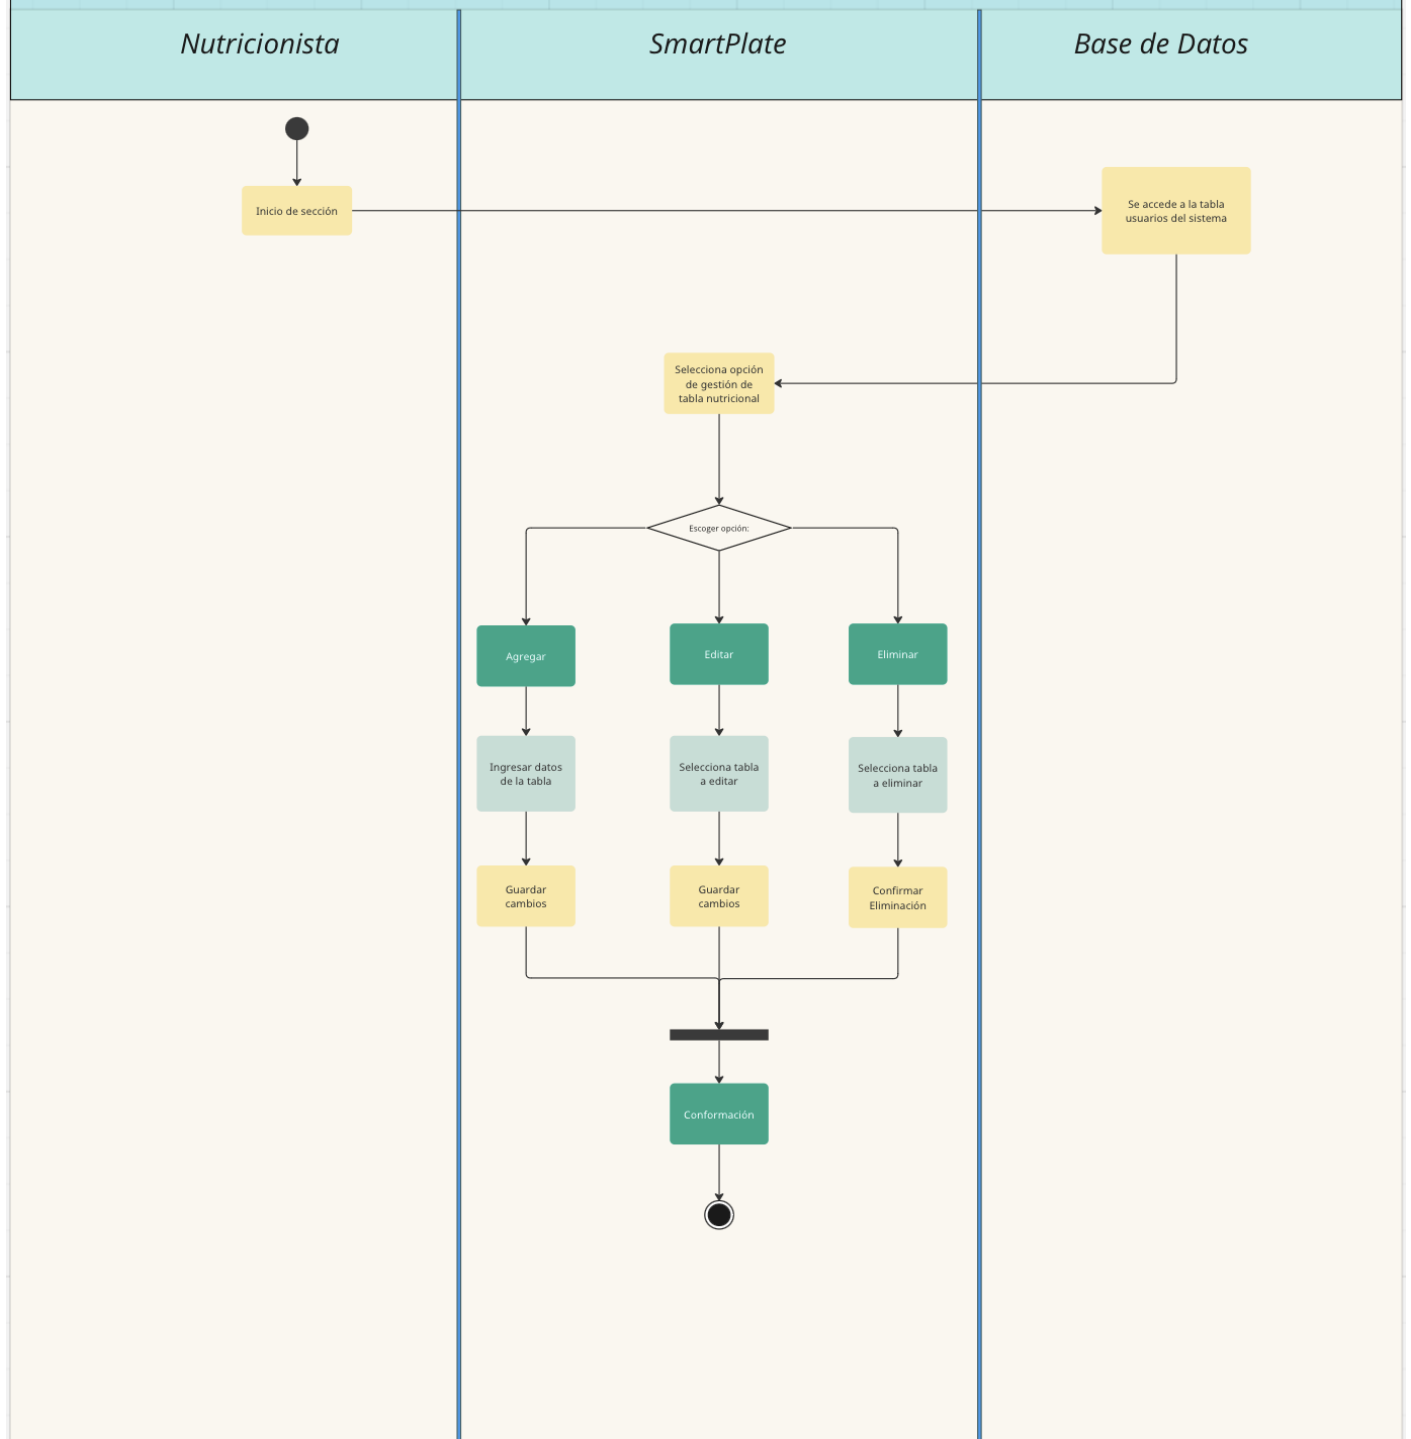 Nutricionista
SmartPlate
Base de Datos
Inicio de sección
Se accede a la tabla
usuarios del sistema
Selecciona opción
de gestión de
tabla nutricional
Escoger opción:
Agregar
Editar
Eliminar
Ingresar datos
de la tabla
Selecciona tabla
a editar
Selecciona tabla
a eliminar
Guardar
cambios
Guardar
cambios
Confirmar
Eliminación
Conformación